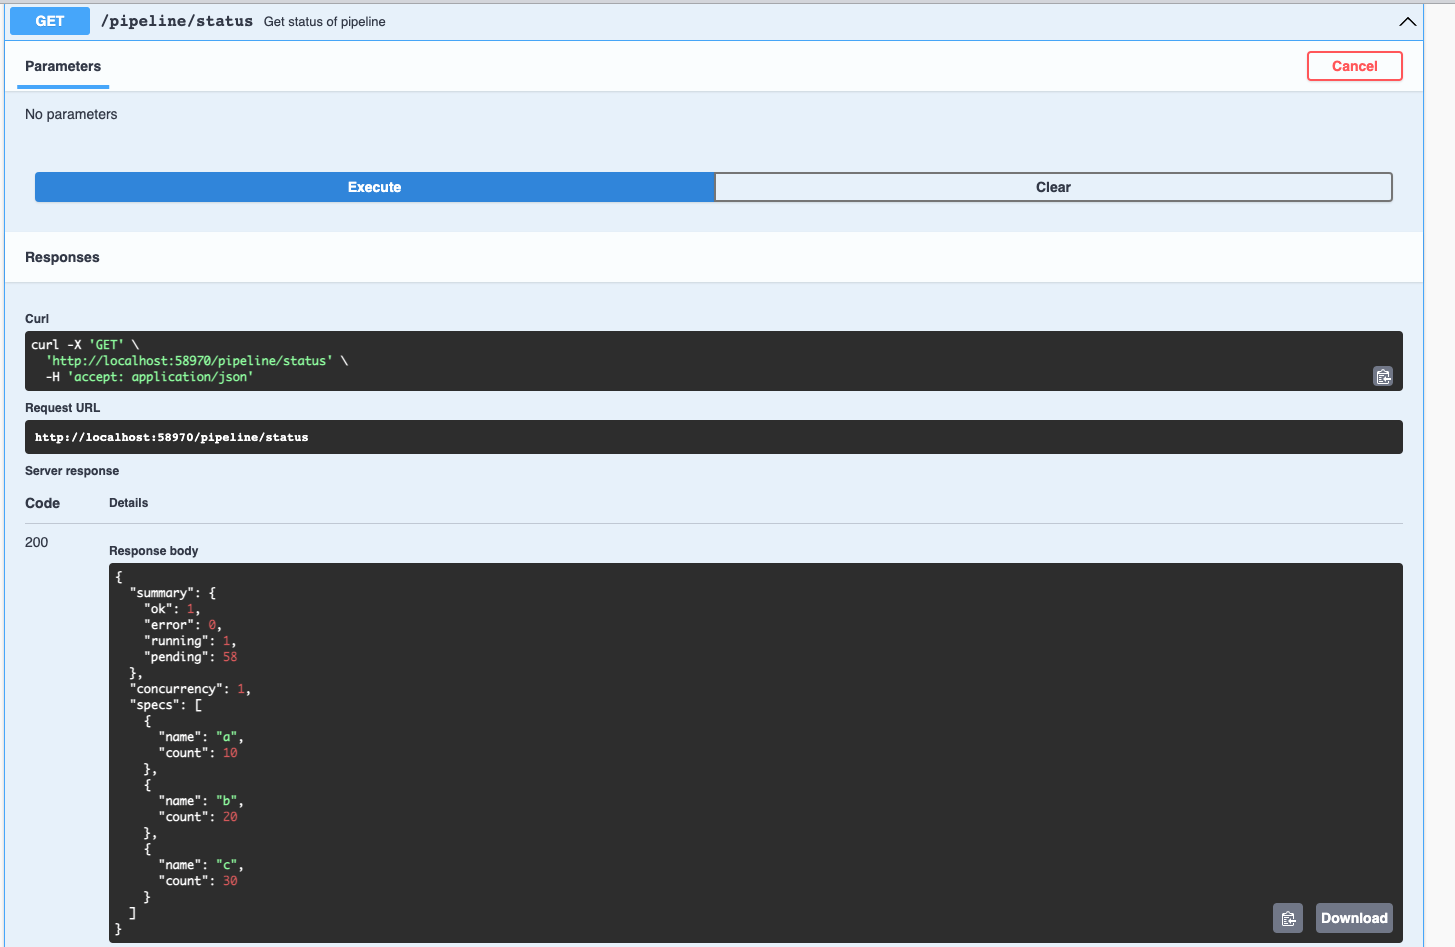 GET /pipeline/status Get status of pipeline
Parameters
Cancel
No parameters
Execute
Clear
Responses
Curl
curl -X 'GET' \
  'http://localhost:58970/pipeline/status' \
  -H 'accept: application/json'
Request URL
http://localhost:58970/pipeline/status
Server response
Code Details
200
Response body
{
  "summary": {
    "ok": 1,
    "error": 0,
    "running": 1,
    "pending": 58
  },
  "concurrency": 1,
  "specs": [
    {
      "name": "a",
      "count": 10
    },
    {
      "name": "b",
      "count": 20
    },
    {
      "name": "c",
      "count": 30
    }
  ]
}
Download